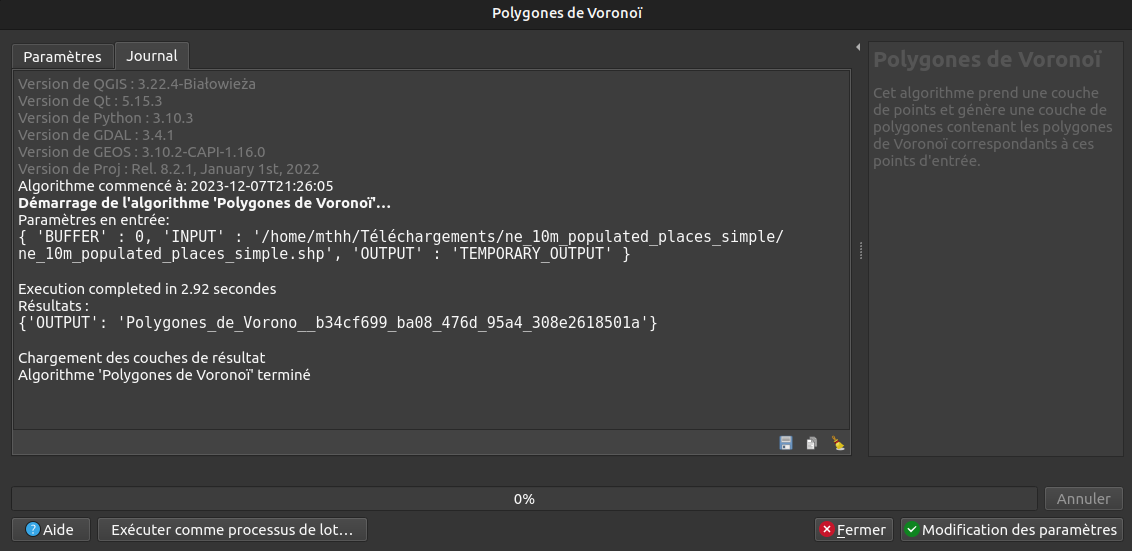 Polygones de Voronoï
Paramètres
Journal
Version de QGIS : 3.22.4-Białowieża
Version de Qt : 5.15.3
Version de Python : 3.10.3
Version de GDAL : 3.4.1
Version de GEOS : 3.10.2-CAPI-1.16.0
Version de Proj : Rel. 8.2.1, January 1st, 2022
Algorithme commencé à: 2023-12-07T21:26:05
Démarrage de l'algorithme 'Polygones de Voronoï'…
Paramètres en entrée:
{ 'BUFFER' : 0, 'INPUT' : '/home/mthh/Téléchargements/ne_10m_populated_places_simple/
ne_10m_populated_places_simple.shp', 'OUTPUT' : 'TEMPORARY_OUTPUT' }
Execution completed in 2.92 secondes
Résultats :
{'OUTPUT': 'Polygones_de_Vorono__b34cf699_ba08_476d_95a4_308e2618501a'}
Chargement des couches de résultat
Algorithme 'Polygones de Voronoï' terminé
Polygones de Voronoï
Cet algorithme prend une couche
de points et génère une couche de
polygones contenant les polygones
de Voronoï correspondants à ces
points d'entrée.
0%
Annuler
Aide
Exécuter comme processus de lot…
Fermer
Modification des paramètres